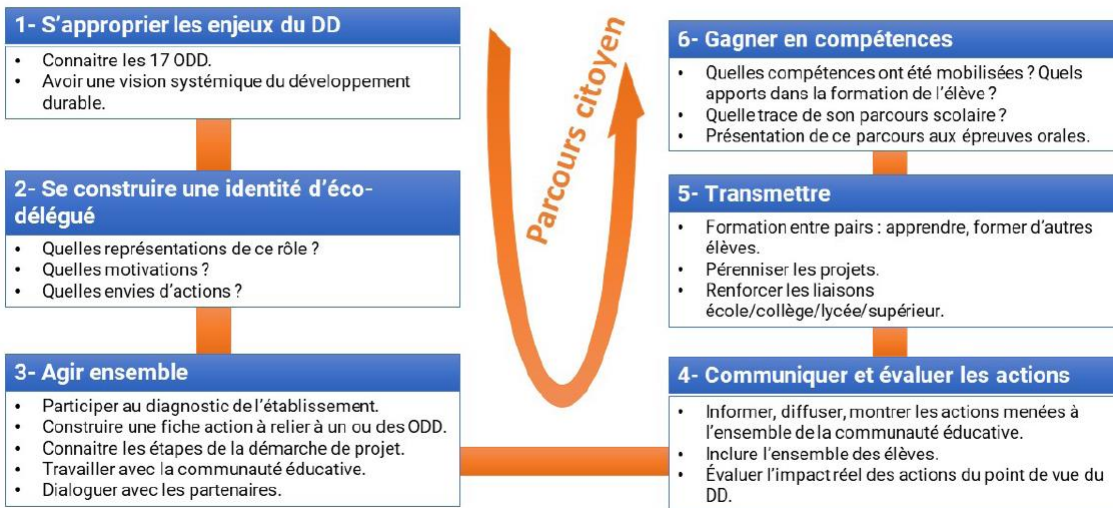 1- S’approprier les enjeux du DD
• Connaitre les 17 ODD.
• Avoir une vision systémique du développement
durable.
2- Se construire une identité d’éco-
délégué
• Quelles représentations de ce rôle ?
• Quelles motivations ?
• Quelles envies d’actions ?
3- Agir ensemble
• Participer au diagnostic de l’établissement.
• Construire une fiche action à relier à un ou des ODD.
• Connaitre les étapes de la démarche de projet.
• Travailler avec la communauté éducative.
• Dialoguer avec les partenaires.
Parcours citoyen
4- Communiquer et évaluer les actions
• Informer, diffuser, montrer les actions menées à
l’ensemble de la communauté éducative.
• Inclure l’ensemble des élèves.
• Évaluer l’impact réel des actions du point de vue du
DD.
5- Transmettre
• Formation entre pairs : apprendre, former d’autres
élèves.
• Pérenniser les projets.
• Renforcer les liaisons
école/collège/lycée/supérieur.
6- Gagner en compétences
• Quelles compétences ont été mobilisées ? Quels
apports dans la formation de l’élève ?
• Quelle trace de son parcours scolaire ?
• Présentation de ce parcours aux épreuves orales.